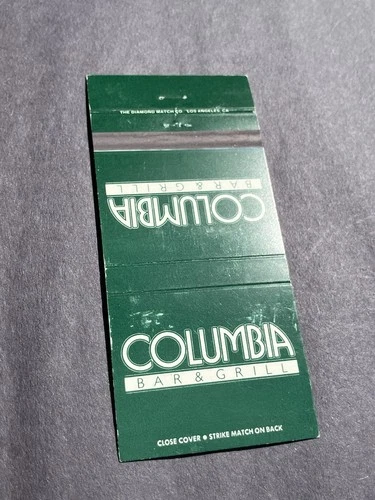 THE DIAMOND MATCH CO. LOS ANGELES, CA
BAR & GRILL
COLUMBIA
COLUMBIA
BAR & GRILL
CLOSE COVER ● STRIKE MATCH ON BACK